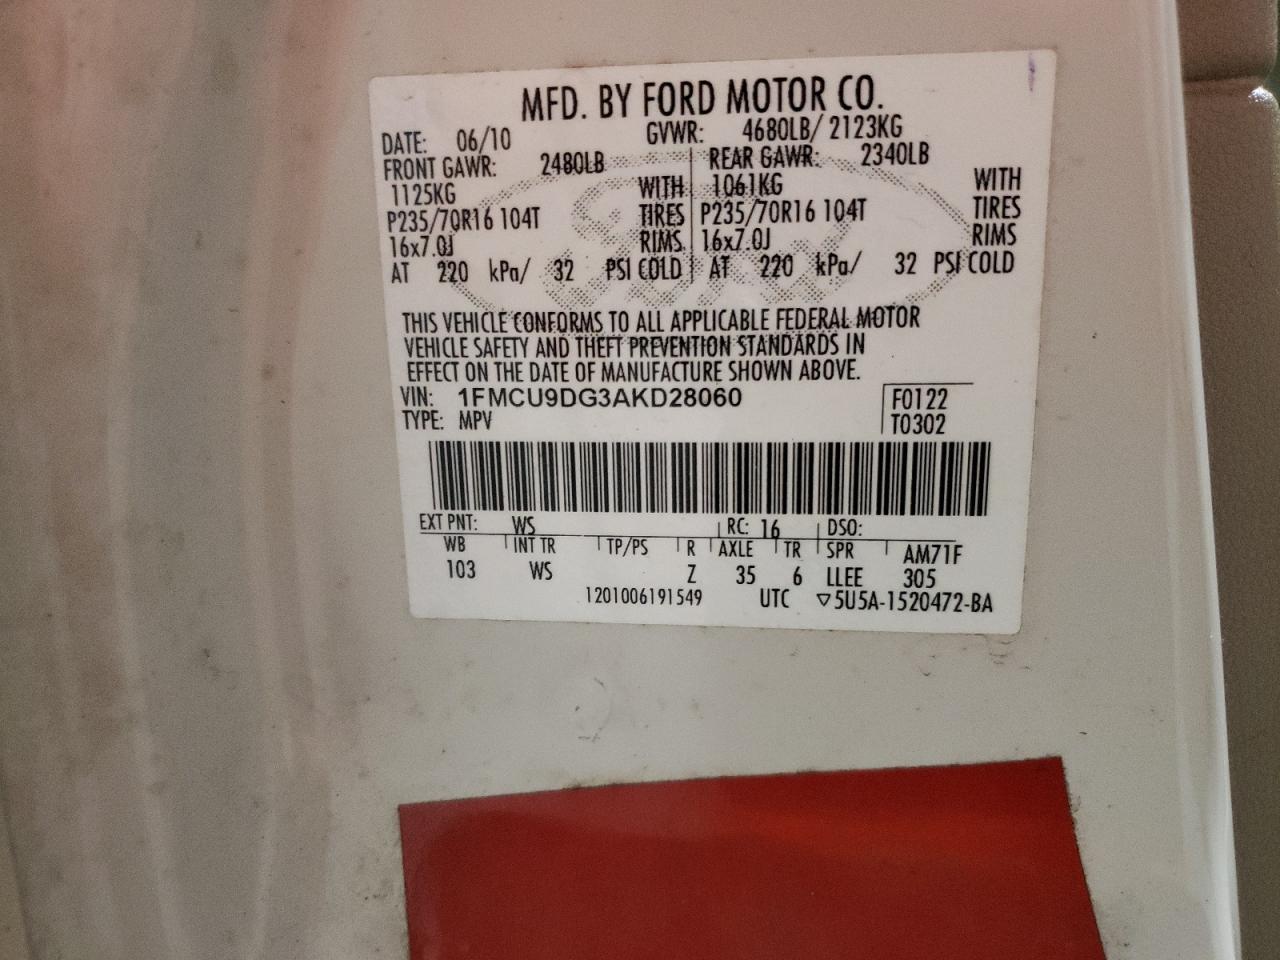 MFD. BY FORD MOTOR CO.
DATE: 06/10 GVWR: 4680LB/ 2123KG
FRONT GAWR: 2480LB REAR GAWR: 2340LB
1125KG WITH 1061KG WITH
P235/70R16 104T TIRES P235/70R16 104T TIRES
16x7.0J RIMS 16x7.0J RIMS
AT 220 kPa/ 32 PSI COLD AT 220 kPa/ 32 PSI COLD
THIS VEHICLE CONFORMS TO ALL APPLICABLE FEDERAL MOTOR
VEHICLE SAFETY AND THEFT PREVENTION STANDARDS IN
EFFECT ON THE DATE OF MANUFACTURE SHOWN ABOVE.
VIN: 1FMCU9DG3AKD28060 F0122
TYPE: MPV T0302
EXT PNT: WS RC: 16 DSO:
WB INT TR TP/PS R AXLE TR SPR AM71F
103 WS Z 35 6 LLEE 305
1201006191549 UTC ▽5U5A-1520472-BA